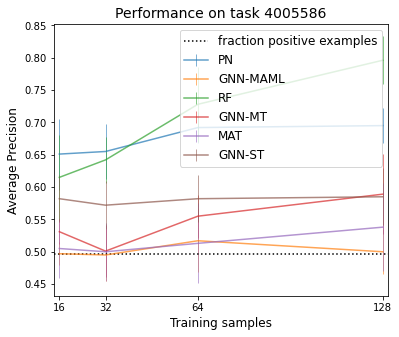 Performance on task 4005586
Average Precision
0.85
0.80
0.75
0.70
0.65
0.60
0.55
0.50
0.45
fraction positive examples
PN
GNN-MAML
RF
GNN-MT
MAT
GNN-ST
16
32
64
128
Training samples